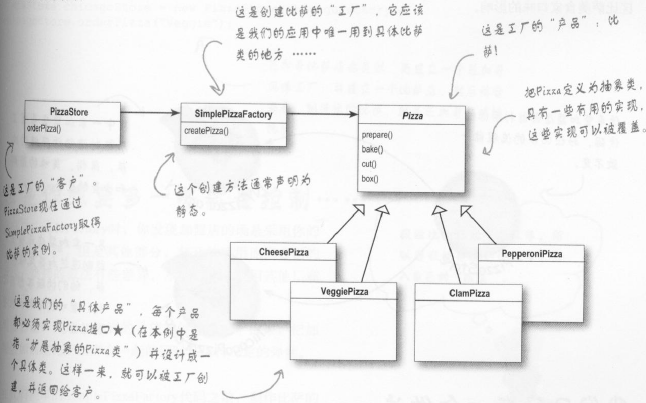 这是创建比萨的“工厂”，它应该
是我们的应用中唯一用到具体比萨
类的地方……
这是工厂的“产品”：比
萨！
把Pizza定义为抽象类，
具有一些有用的实现，
这些实现可以被覆盖。
PizzaStore
orderPizza()
SimplePizzaFactory
createPizza()
Pizza
prepare()
bake()
cut()
box()
这是工厂的“客户”。
PizzaStore现在通过
SimplePizzaFactory取得
比萨的实例。
这个创建方法通常声明为
静态。
CheesePizza
VeggiePizza
ClamPizza
PepperoniPizza
这是我们的“具体产品”，每个产品
都必须实现Pizza接口★（在本例中是
指“扩展抽象的Pizza类”）并设计成一
个具体类。这样一来，就可以被工厂创
建，并返回给客户。